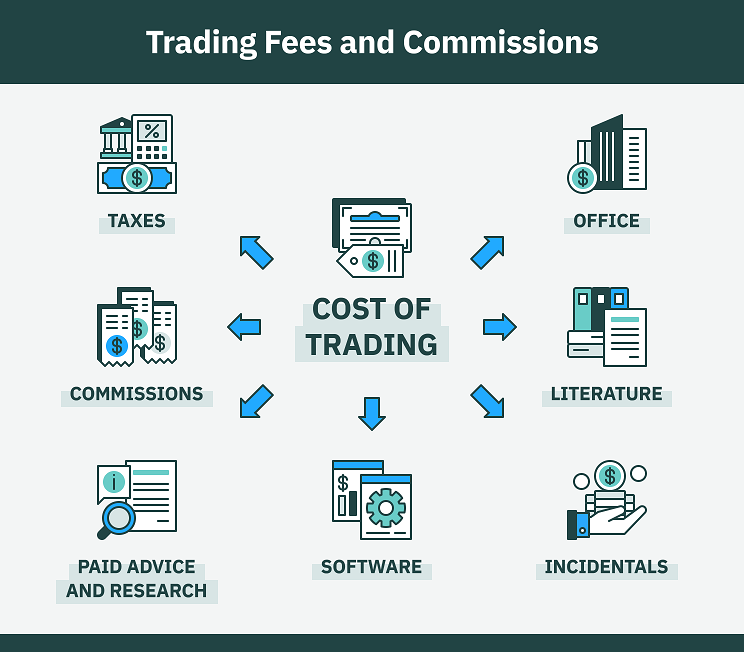 Trading Fees and Commissions
%
$
TAXES
$
OFFICE
$
COST OF
TRADING
$
$
$
COMMISSIONS
LITERATURE
i
PAID ADVICE
AND RESEARCH
$
SOFTWARE
$
INCIDENTALS